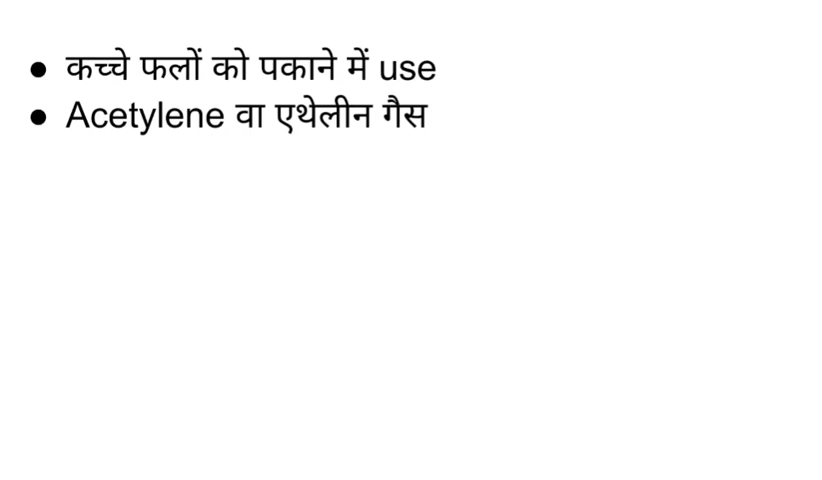 ● कच्चे फलों को पकाने में use
● Acetylene वा एथेलीन गैस